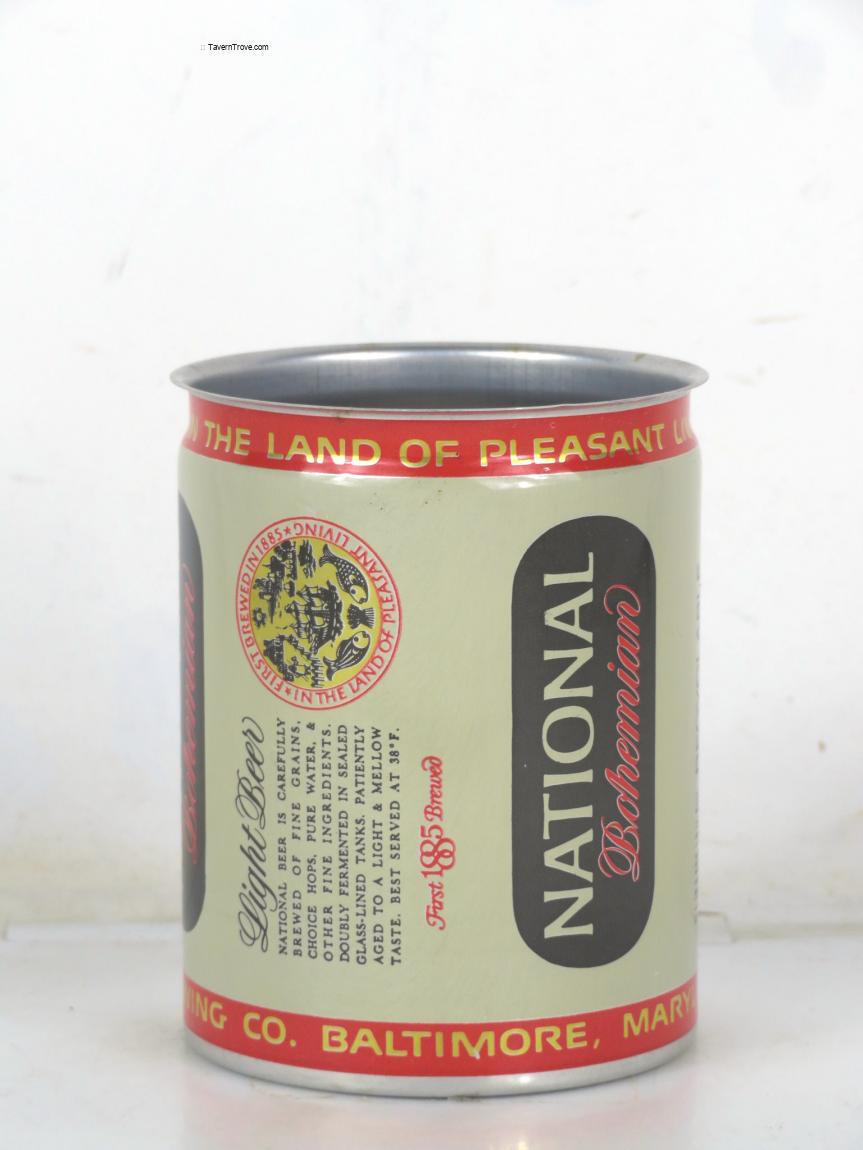 :: TavernTrove.com
THE LAND OF PLEASANT
FIRST BREWED IN 1885 ★ IN THE LAND OF PLEASANT LIVING ★
Light Beer
NATIONAL BEER IS CAREFULLY
BREWED OF FINE GRAINS,
CHOICE HOPS, PURE WATER, &
OTHER FINE INGREDIENTS.
DOUBLY FERMENTED IN SEALED
GLASS-LINED TANKS. PATIENTLY
AGED TO A LIGHT & MELLOW
TASTE. BEST SERVED AT 38°F.
First 1885 Brewed
NATIONAL
Bohemian
Bohemian
CO. BALTIMORE,